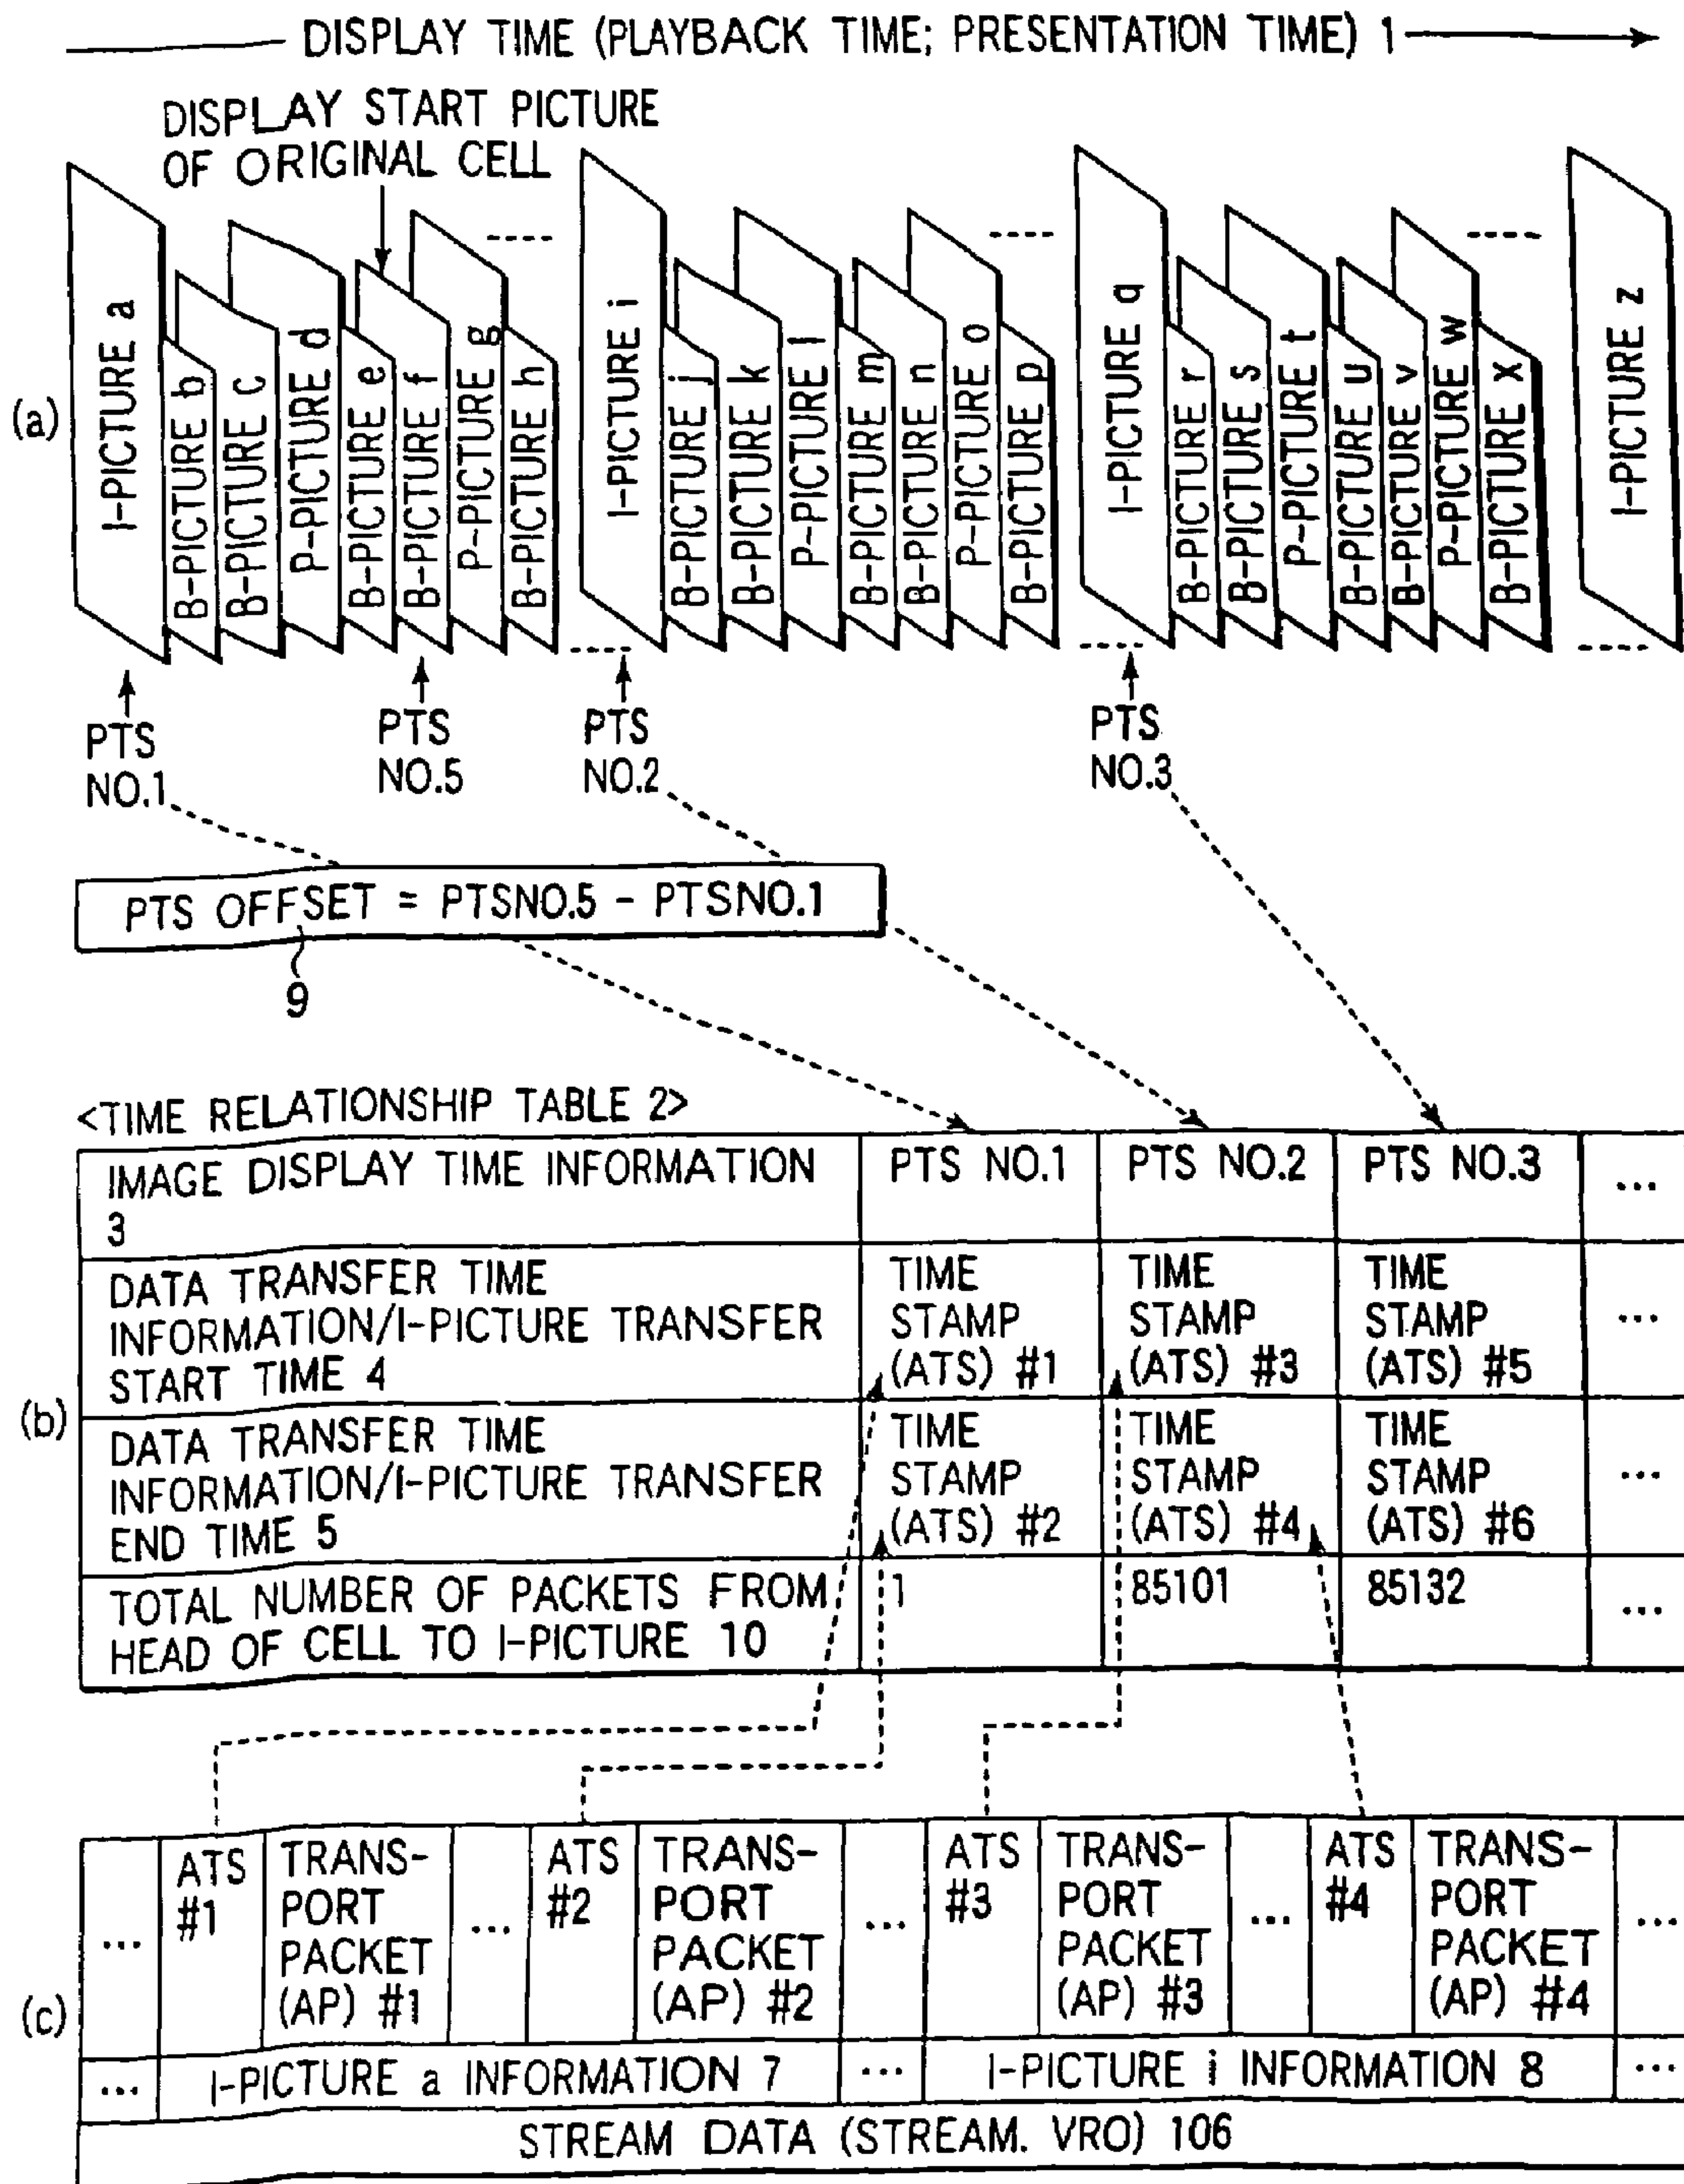 DISPLAY TIME (PLAYBACK TIME; PRESENTATION TIME) 1
DISPLAY START PICTURE
OF ORIGINAL CELL
(a)
I-PICTURE a
B-PICTURE b
B-PICTURE c
P-PICTURE d
B-PICTURE e
B-PICTURE f
P-PICTURE g
B-PICTURE h
I-PICTURE i
B-PICTURE j
B-PICTURE k
P-PICTURE l
B-PICTURE m
B-PICTURE n
P-PICTURE o
B-PICTURE p
I-PICTURE q
B-PICTURE r
B-PICTURE s
P-PICTURE t
B-PICTURE u
B-PICTURE v
P-PICTURE w
B-PICTURE x
I-PICTURE z
PTS
NO.1
PTS
NO.5
PTS
NO.2
PTS
NO.3
PTS OFFSET = PTSNO.5 - PTSNO.1
9
<TIME RELATIONSHIP TABLE 2>
(b)
IMAGE DISPLAY TIME INFORMATION
3
PTS NO.1
PTS NO.2
PTS NO.3
...
DATA TRANSFER TIME
INFORMATION/I-PICTURE TRANSFER
START TIME 4
TIME
STAMP
(ATS) #1
TIME
STAMP
(ATS) #3
TIME
STAMP
(ATS) #5
...
DATA TRANSFER TIME
INFORMATION/I-PICTURE TRANSFER
END TIME 5
TIME
STAMP
(ATS) #2
TIME
STAMP
(ATS) #4
TIME
STAMP
(ATS) #6
...
TOTAL NUMBER OF PACKETS FROM
HEAD OF CELL TO I-PICTURE 10
1
85101
85132
...
(c)
...
ATS
#1
TRANS-
PORT
PACKET
(AP) #1
...
ATS
#2
TRANS-
PORT
PACKET
(AP) #2
...
ATS
#3
TRANS-
PORT
PACKET
(AP) #3
...
ATS
#4
TRANS-
PORT
PACKET
(AP) #4
...
...
I-PICTURE a INFORMATION 7
...
I-PICTURE i INFORMATION 8
...
STREAM DATA (STREAM. VRO) 106